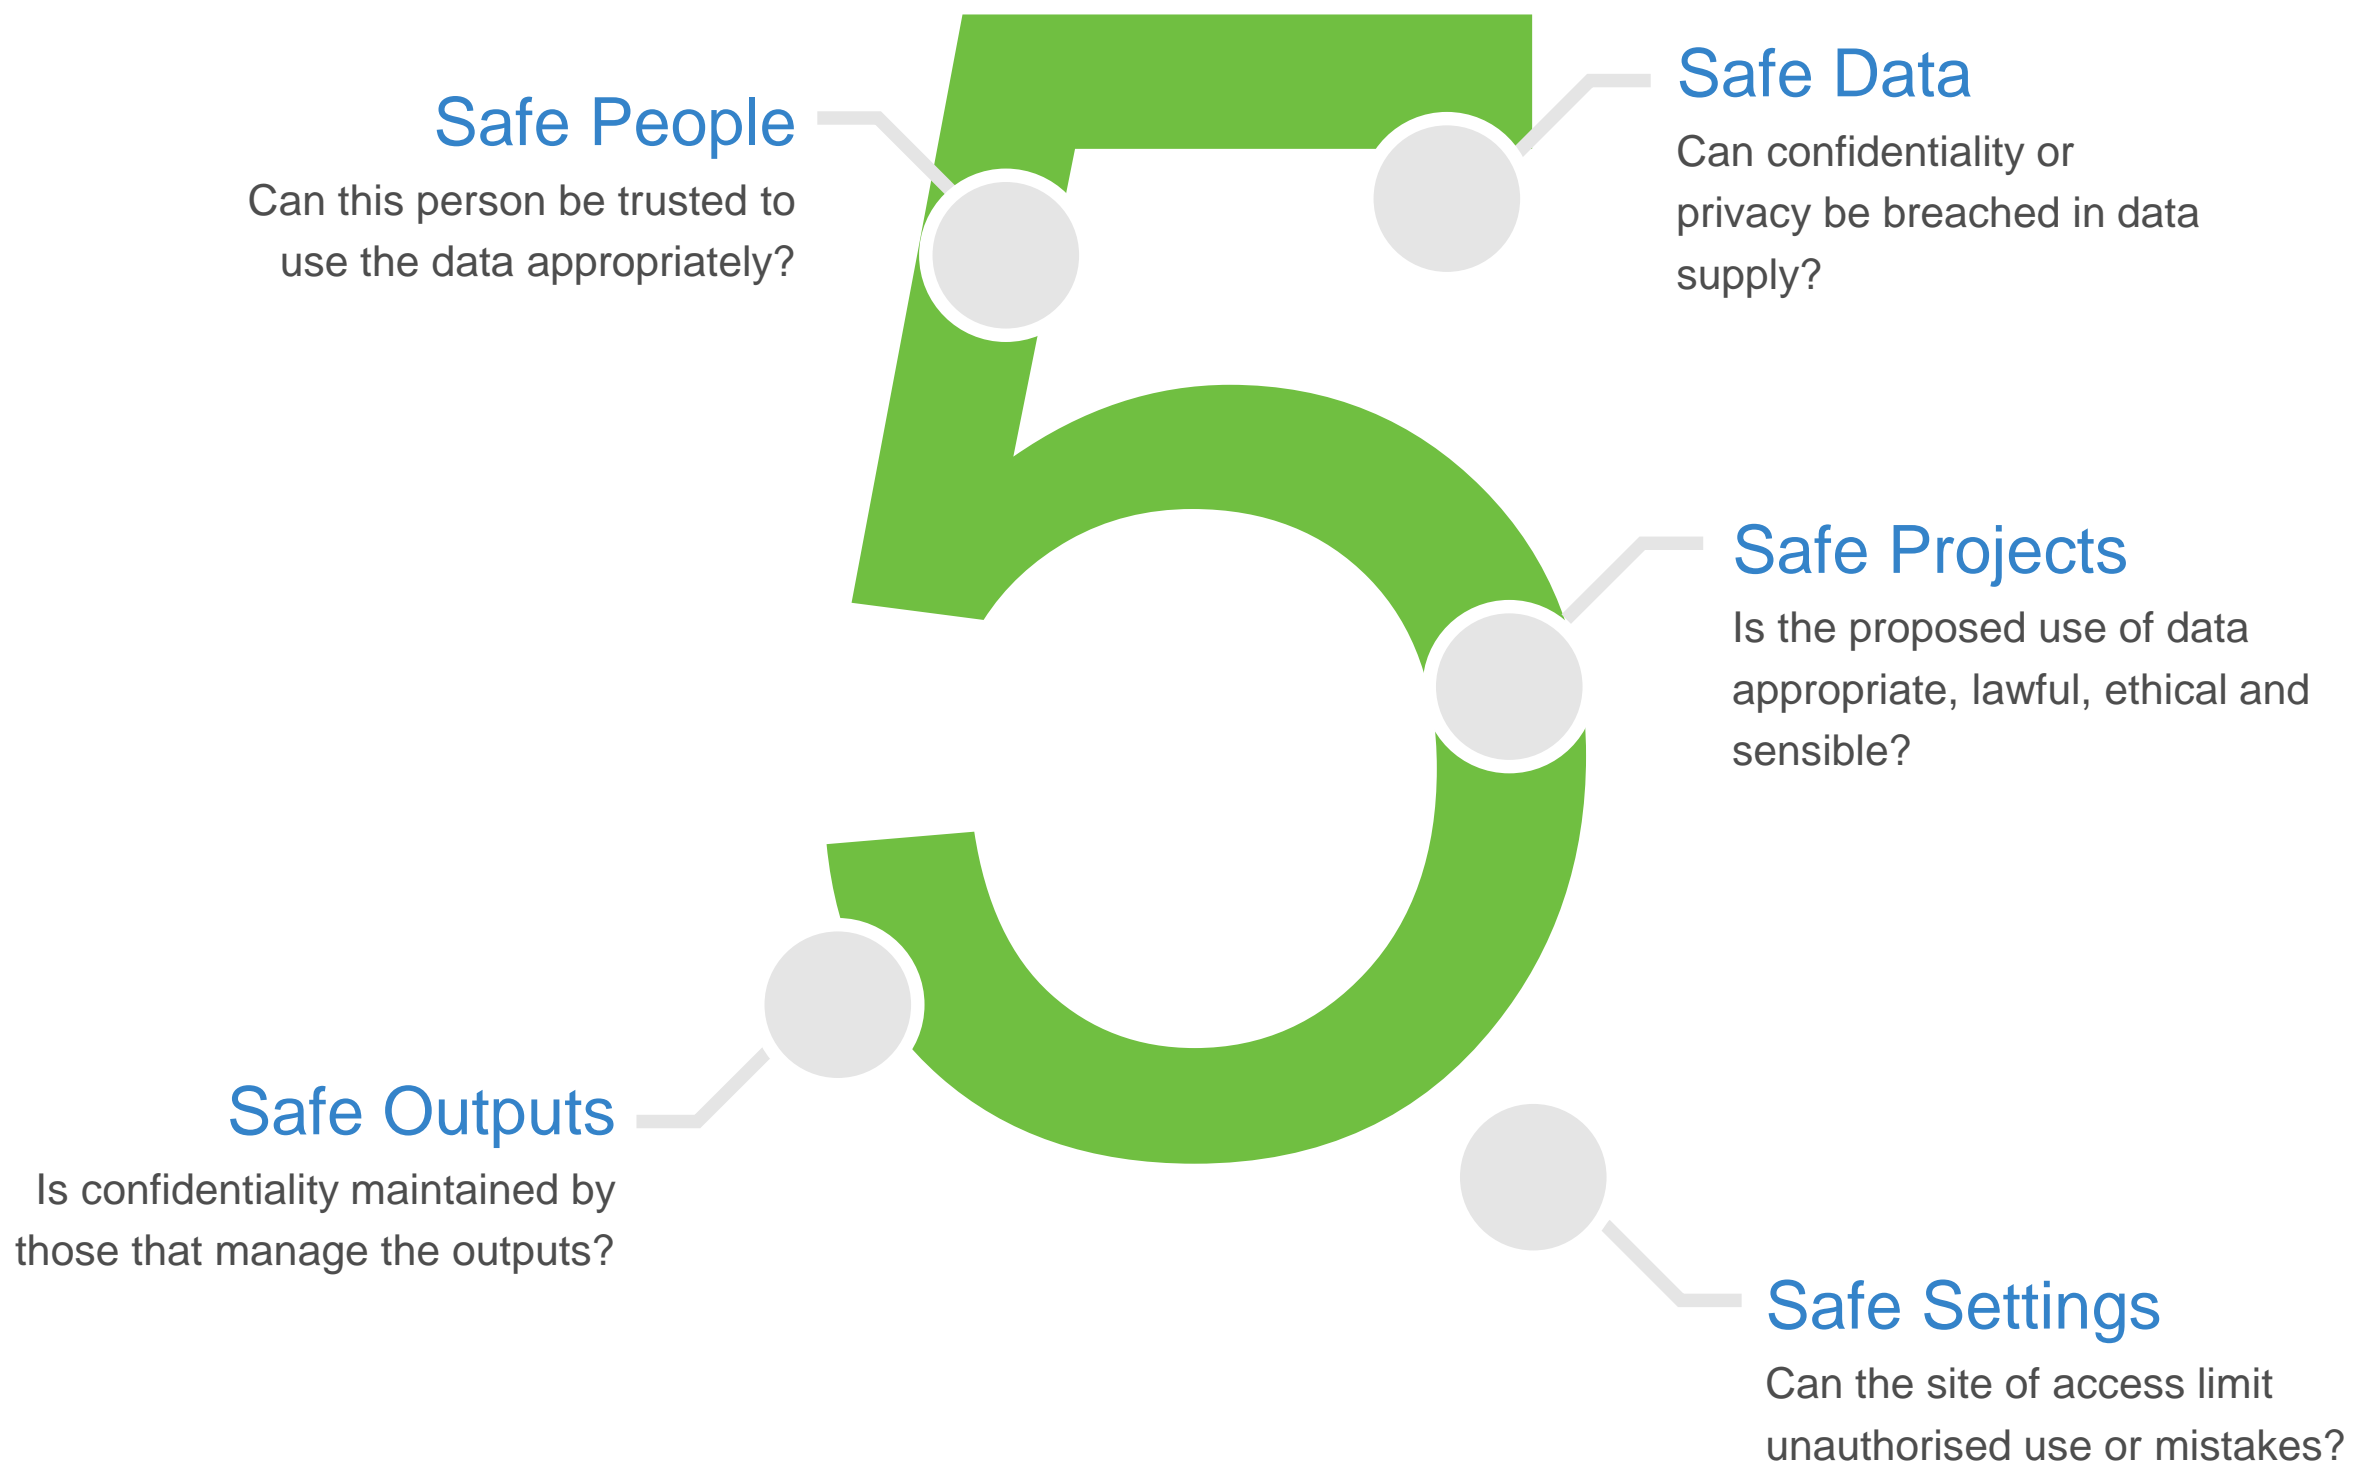 Safe People
Can this person be trusted to
use the data appropriately?
Safe Data
Can confidentiality or
privacy be breached in data
supply?
5
Safe Projects
Is the proposed use of data
appropriate, lawful, ethical and
sensible?
Safe Outputs
Is confidentiality maintained by
those that manage the outputs?
Safe Settings
Can the site of access limit
unauthorised use or mistakes?